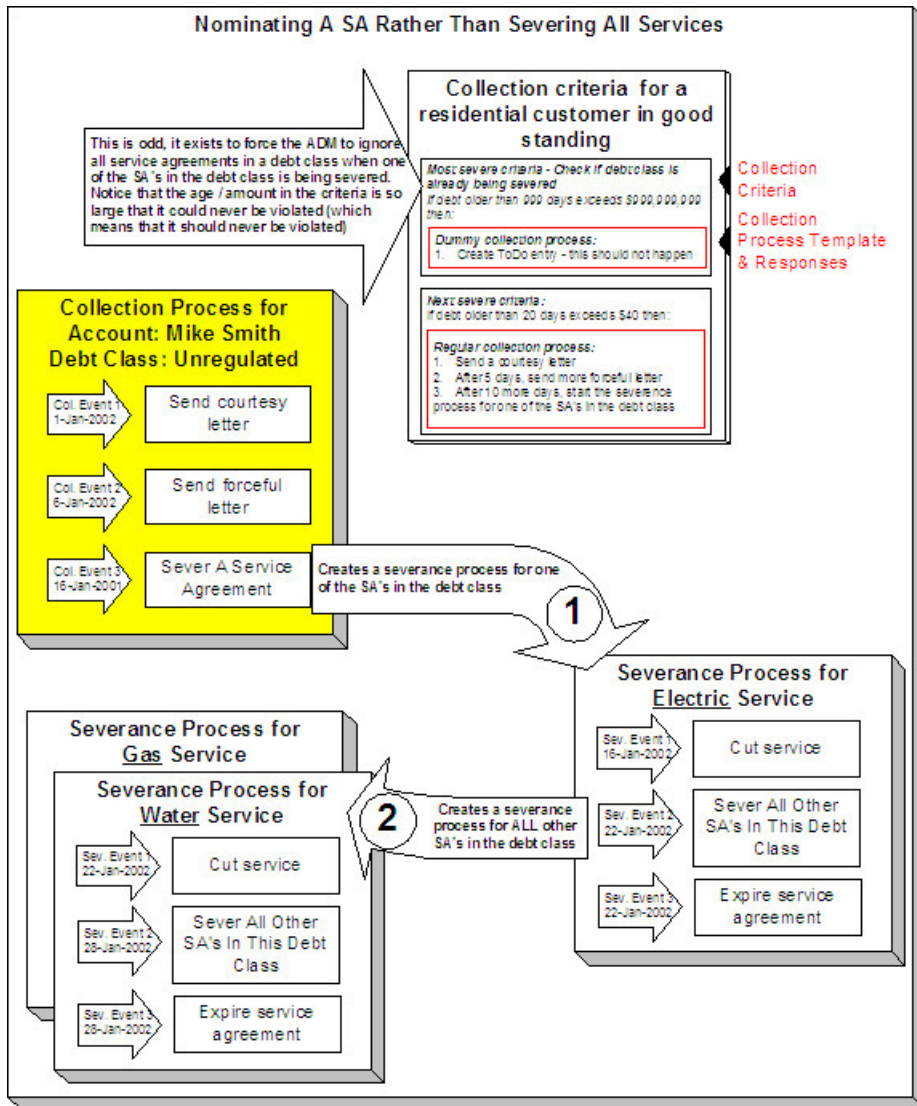 Nominating A SA Rather Than Severing All Services
This is odd, it exists to force the ADM to ignore
all service agreements in a debt class when one
of the SA's in the debt class is being severed.
Notice that the age / amount in the criteria is so
large that it could never be violated (which
means that it should never be violated)
Collection criteria for a
residential customer in good
standing
Most severe criteria - Check if debt class is
already being severed
If debt older than 999 days exceeds $999,999,999
then:
Dummy collection process:
1. Create ToDo entry - this should not happen
Next severe criteria:
If debt older than 20 days exceeds $40 then:
Regular collection process:
1. Send a courtesy letter
2. After 5 days, send more forceful letter
3. After 10 more days, start the severence
process for one of the SA's in the debt class
Collection
Criteria
Collection
Process Template
& Responses
Collection Process for
Account: Mike Smith
Debt Class: Unregulated
Col. Event 1
1-Jan-2002
Send courtesy
letter
Col. Event 2
6-Jan-2002
Send forceful
letter
Col. Event 3
16-Jan-2001
Sever A Service
Agreement
Creates a severance process for one
of the SA's in the debt class
1
Severance Process for
Electric Service
Sev. Event 1
16-Jan-2002
Cut service
Sev. Event 2
22-Jan-2002
Sever All Other
SA's In This Debt
Class
Sev. Event 3
22-Jan-2002
Expire service
agreement
Creates a severance
process for ALL other
SA's in the debt class
2
Severance Process for
Gas Service
Severance Process for
Water Service
Sev. Event 1
22-Jan-2002
Cut service
Sev. Event 2
28-Jan-2002
Sever All Other
SA's In This Debt
Class
Sev. Event 3
28-Jan-2002
Expire service
agreement